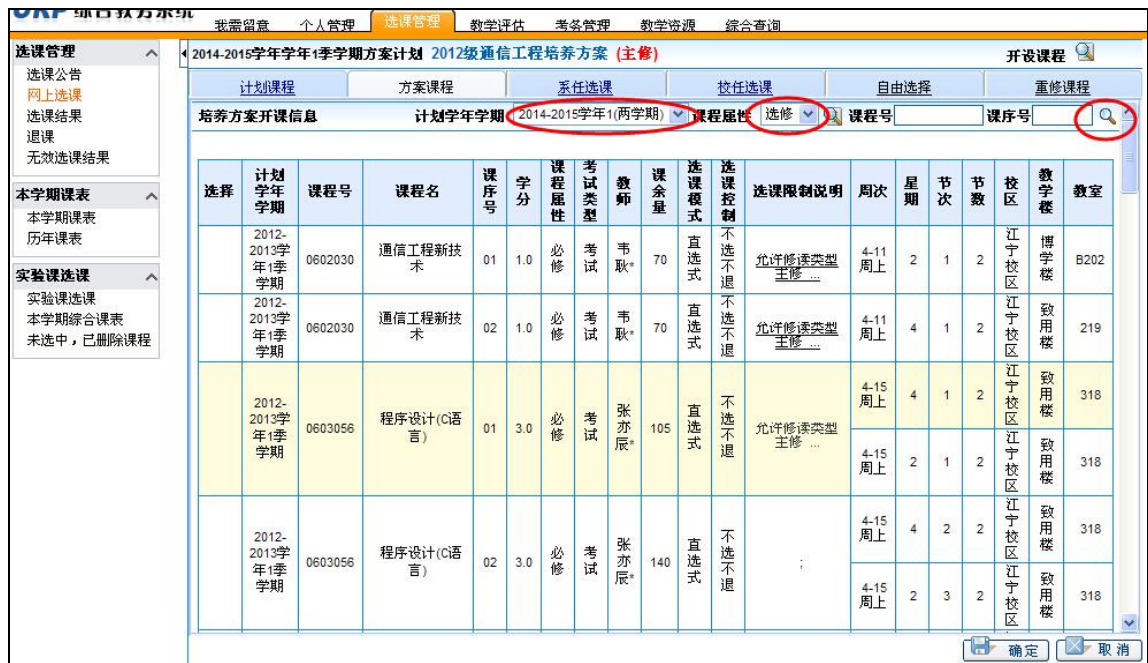 URP 综合教务系统
我需留意 个人管理 选课管理 教学评估 考务管理 教学资源 综合查询
选课管理
选课公告
网上选课
选课结果
退课
无效选课结果
本学期课表
本学期课表
历年课表
实验课选课
实验课选课
本学期综合课表
未选中，已删除课程
2014-2015学年学年1季学期方案计划 2012级通信工程培养方案 (主修) 开设课程
计划课程 方案课程 系任选课 校任选课 自由选择 重修课程
培养方案开课信息 计划学年学期 2014-2015学年1(两学期) 课程属性 选修 课程号 课序号
选择 计划学年学期 课程号 课程名 课序号 学分 课程属性 考试类型 教师 课余量 选课模式 选课控制 选课限制说明 周次 星期 节次 节数 校区 教学楼 教室
2012-2013学年1季学期 0602030 通信工程新技术 01 1.0 必修 考试 韦耿* 70 直选式 不选不退 允许修读类型主修 ... 4-11周上 2 1 2 江宁校区 博学楼 B202
2012-2013学年1季学期 0602030 通信工程新技术 02 1.0 必修 考试 韦耿* 70 直选式 不选不退 允许修读类型主修 ... 4-11周上 4 1 2 江宁校区 致用楼 219
2012-2013学年1季学期 0603056 程序设计(C语言) 01 3.0 必修 考试 张亦辰* 105 直选式 不选不退 允许修读类型主修 ... 4-15周上 4 1 2 江宁校区 致用楼 318
4-15周上 2 1 2 江宁校区 致用楼 318
2012-2013学年1季学期 0603056 程序设计(C语言) 02 3.0 必修 考试 张亦辰* 140 直选式 不选不退 ; 4-15周上 4 2 2 江宁校区 致用楼 318
4-15周上 2 3 2 江宁校区 致用楼 318
确定 取消